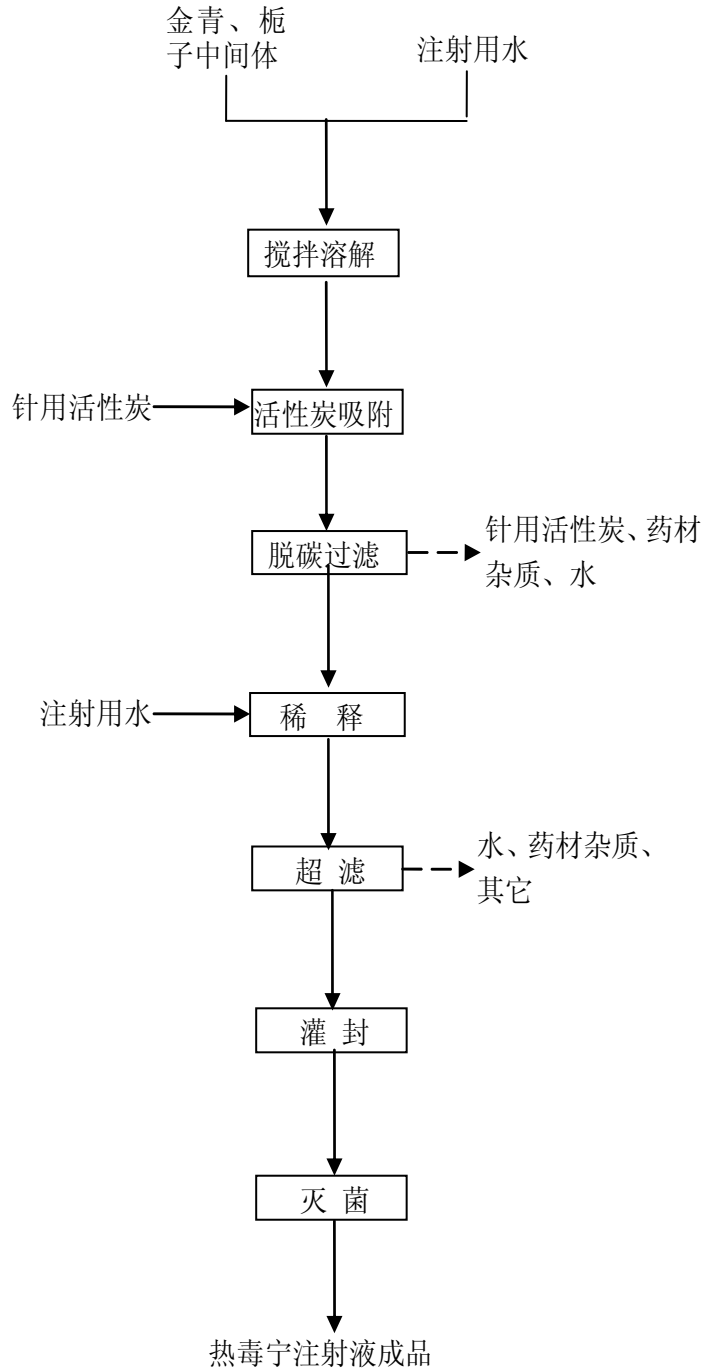 金青、栀
子中间体
注射用水
搅拌溶解
针用活性炭
活性炭吸附
脱碳过滤
针用活性炭、药材
杂质、水
注射用水
稀 释
超 滤
水、药材杂质、
其它
灌 封
灭 菌
热毒宁注射液成品